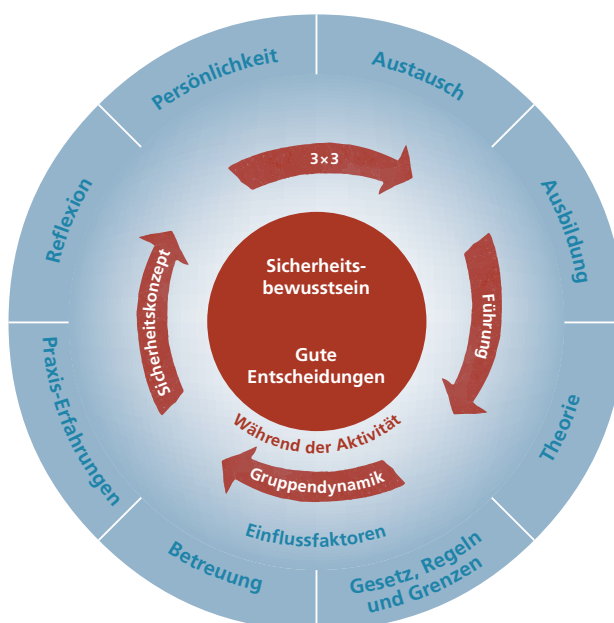 Persönlichkeit
Austausch
Ausbildung
Theorie
Gesetz, Regeln
und Grenzen
Betreuung
Praxis-Erfahrungen
Reflexion
3×3
Führung
Gruppendynamik
Sicherheitskonzept
Sicherheits-
bewusstsein
Gute
Entscheidungen
Während der Aktivität
Einflussfaktoren